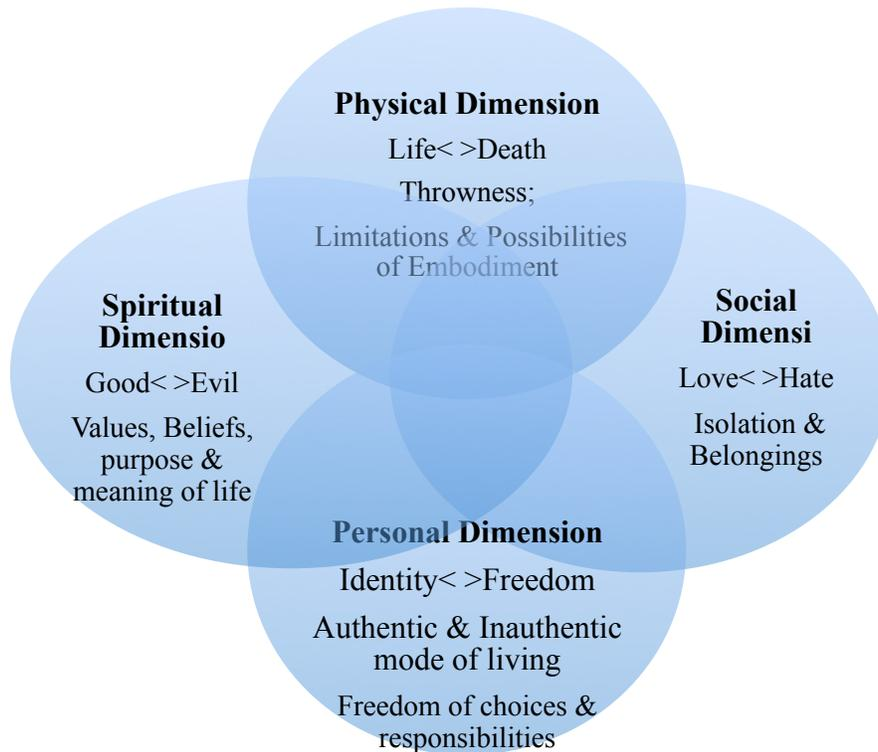 Physical Dimension
Life< >Death
Throwness;
Limitations & Possibilities
of Embodiment
Spiritual
Dimensio
Good< >Evil
Values, Beliefs,
purpose &
meaning of life
Social
Dimensi
Love< >Hate
Isolation &
Belongings
Personal Dimension
Identity< >Freedom
Authentic & Inauthentic
mode of living
Freedom of choices &
responsibilities